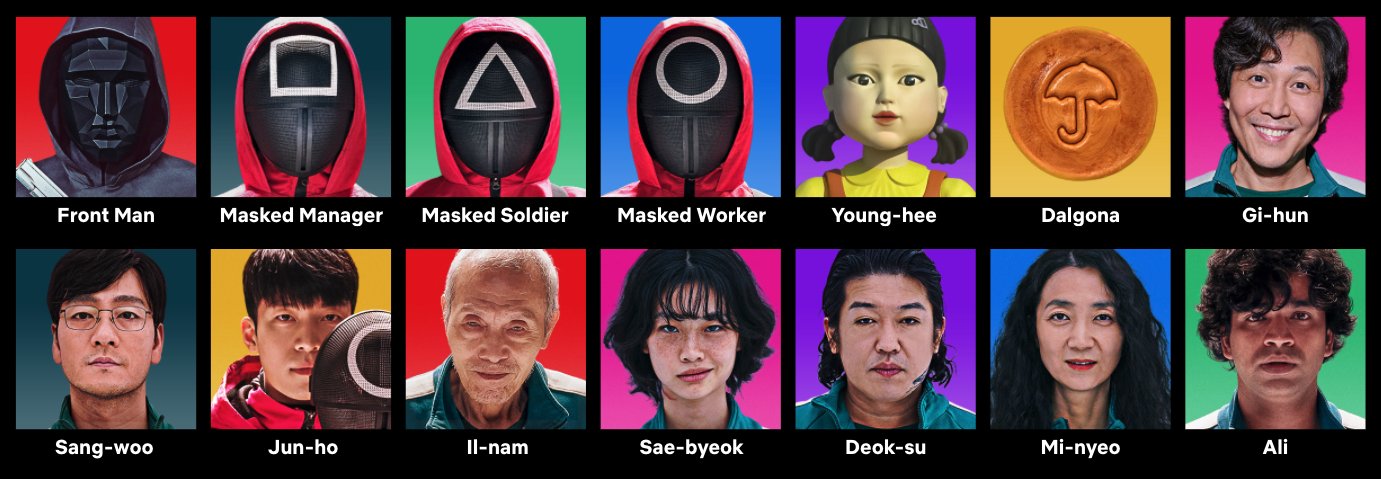 Front Man
Masked Manager
Masked Soldier
Masked Worker
Young-hee
Dalgona
Gi-hun
Sang-woo
Jun-ho
Il-nam
Sae-byeok
Deok-su
Mi-nyeo
Ali